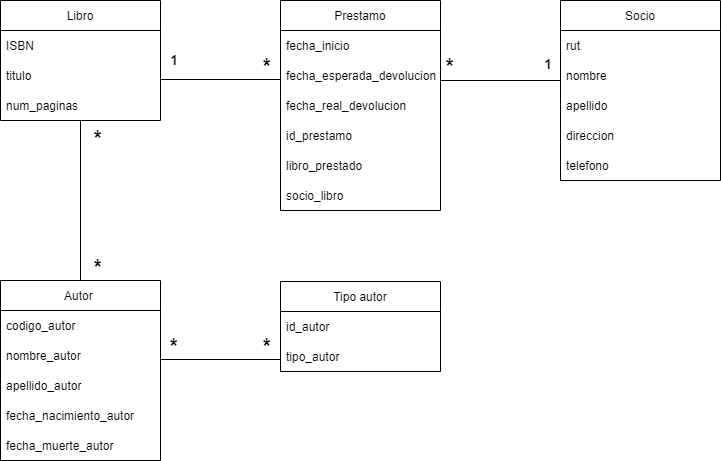 Libro
ISBN
titulo
num_paginas
1
*
Prestamo
fecha_inicio
fecha_esperada_devolucion
fecha_real_devolucion
id_prestamo
libro_prestado
socio_libro
*
1
Socio
rut
nombre
apellido
direccion
telefono
*
*
Autor
codigo_autor
nombre_autor
apellido_autor
fecha_nacimiento_autor
fecha_muerte_autor
*
*
Tipo autor
id_autor
tipo_autor